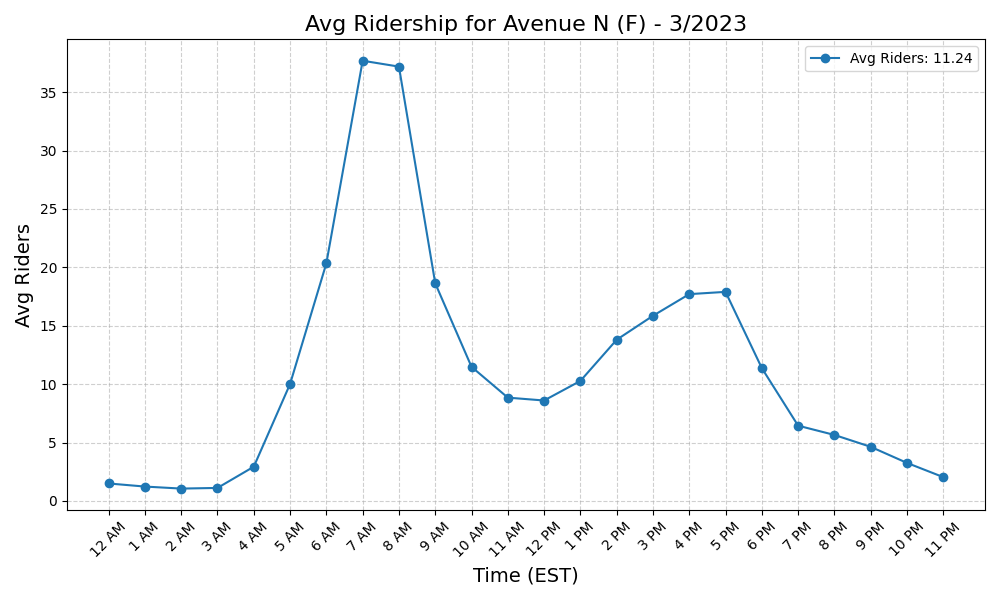 Avg Ridership for Avenue N (F) - 3/2023
Avg Riders: 11.24
Avg Riders
35
30
25
20
15
10
5
0
12 AM
1 AM
2 AM
3 AM
4 AM
5 AM
6 AM
7 AM
8 AM
9 AM
10 AM
11 AM
12 PM
1 PM
2 PM
3 PM
4 PM
5 PM
6 PM
7 PM
8 PM
9 PM
10 PM
11 PM
Time (EST)